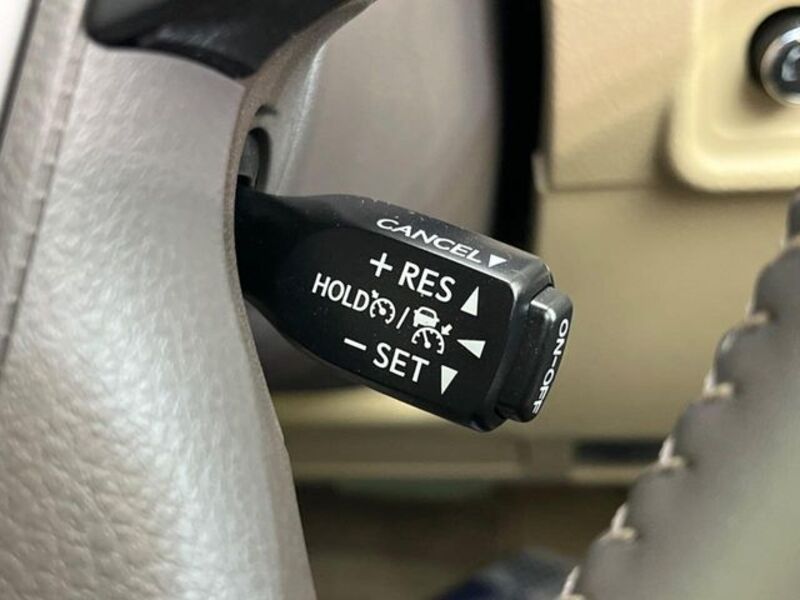 CANCEL▼
+ RES ▲
HOLD /
− SET ▼
ON-OFF